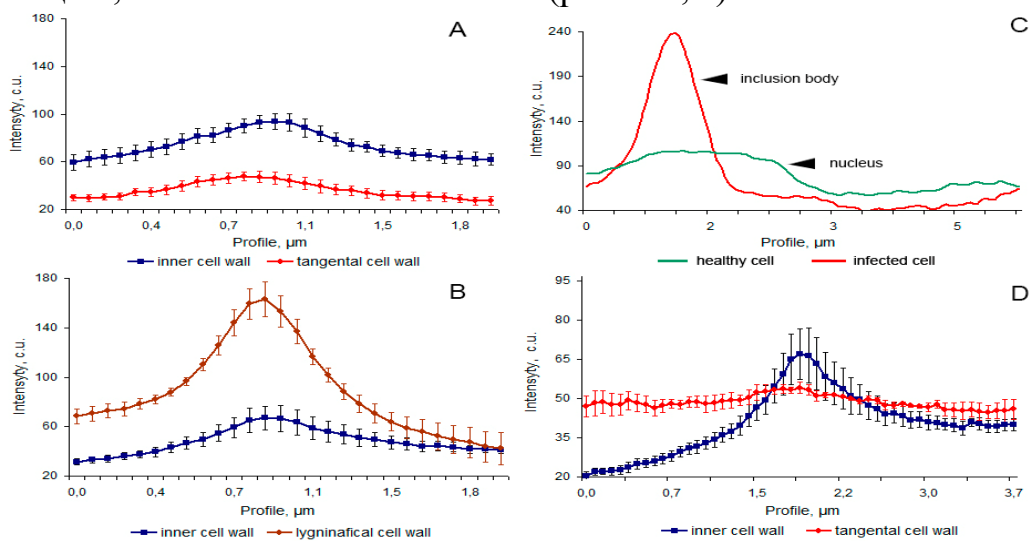 A
Intensyty, c.u.
180
140
100
60
20
0,0 0,4 0,7 1,1 1,5 1,8
Profile, µm
inner cell wall tangental cell wall
C
Intensyty, c.u.
240
190
140
90
40
inclusion body
nucleus
0 2 3 5
Profile, µm
healthy cell infected cell
B
Intensyty, c.u.
180
140
100
60
20
0,0 0,4 0,7 1,1 1,5 1,8
Profile, µm
inner cell wall lygninafical cell wall
D
Intensyty, c.u.
95
80
65
50
35
20
0,0 0,7 1,5 2,2 3,0 3,7
Profile, µm
inner cell wall tangental cell wall